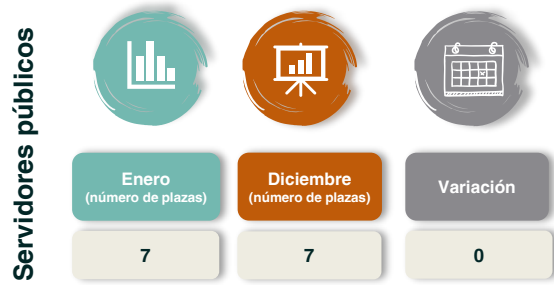 Servidores públicos
Enero
(número de plazas)
Diciembre
(número de plazas)
Variación
7
7
0